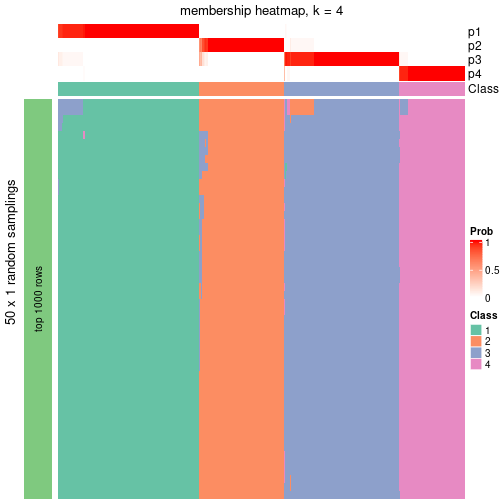 membership heatmap, k = 4
p1
p2
p3
p4
Class
50 x 1 random samplings
top 1000 rows
Prob
1
0.5
0
Class
1
2
3
4